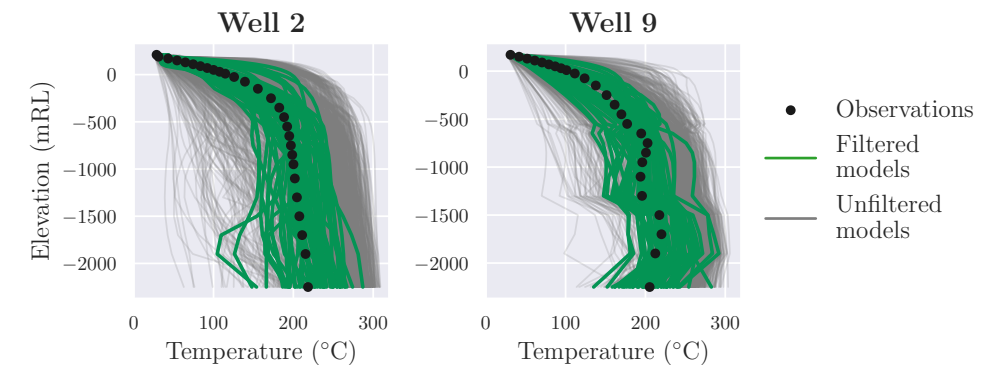 Well 2
Well 9
Elevation (mRL)
0
−500
−1000
−1500
−2000
0
−500
−1000
−1500
−2000
0 100 200 300
0 100 200 300
Temperature (°C)
Temperature (°C)
Observations
Filtered
models
Unfiltered
models